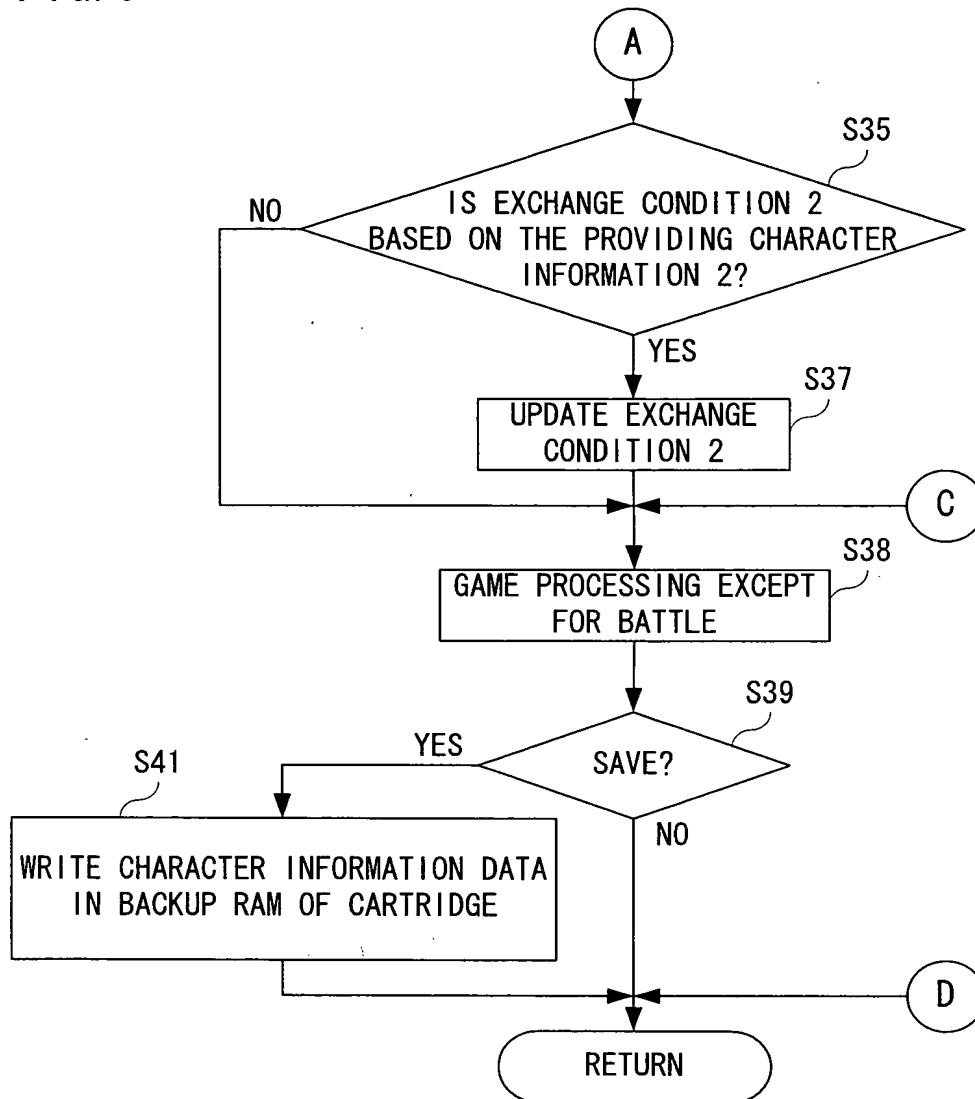 A
S35
NO
IS EXCHANGE CONDITION 2
BASED ON THE PROVIDING CHARACTER
INFORMATION 2?
YES
S37
UPDATE EXCHANGE
CONDITION 2
C
S38
GAME PROCESSING EXCEPT
FOR BATTLE
S39
YES
SAVE?
S41
NO
WRITE CHARACTER INFORMATION DATA
IN BACKUP RAM OF CARTRIDGE
D
RETURN